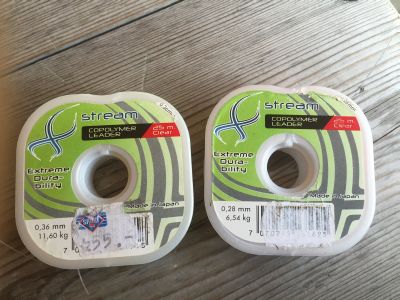 stream
COPOLYMER
LEADER
25 m.
Clear
Extreme
Dura-
bility
Made in Japan
0,36 mm
11,60 kg
255.-
stream
COPOLYMER
LEADER
25 m.
Clear
Extreme
Dura-
bility
Made in Japan
0,28 mm
6,54 kg